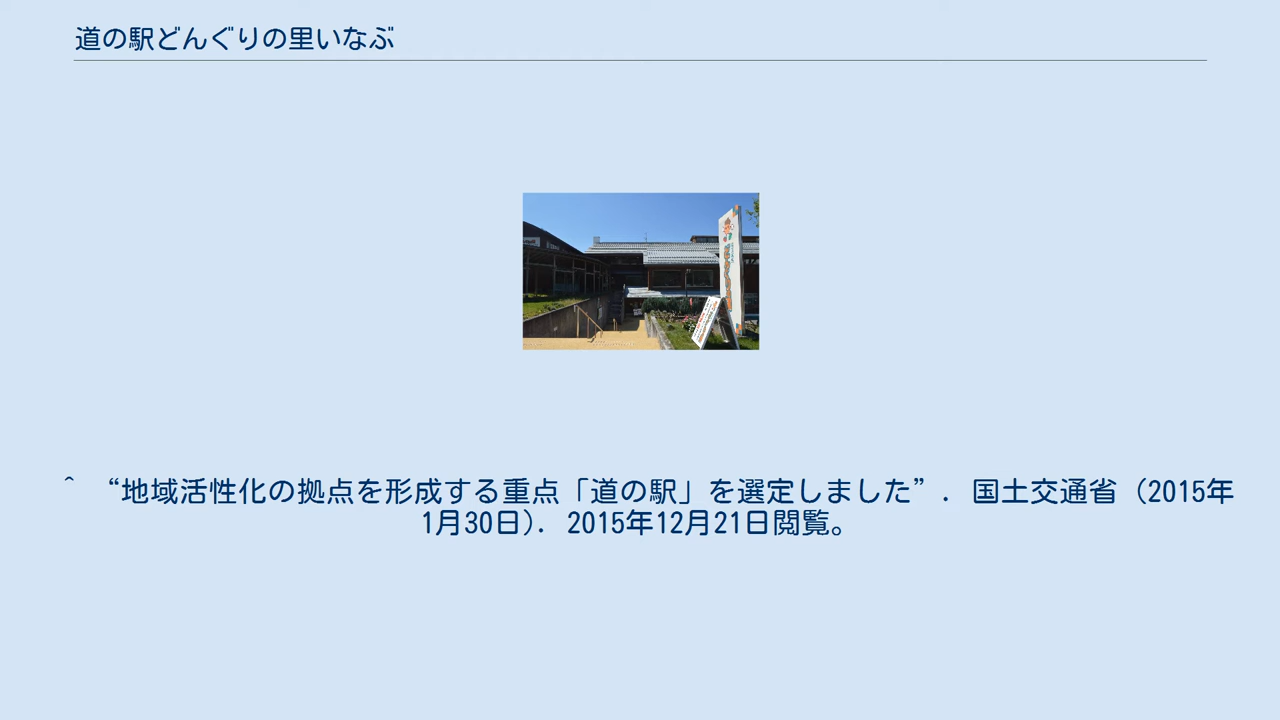 道の駅どんぐりの里いなぶ
^ “地域活性化の拠点を形成する重点「道の駅」を選定しました”. 国土交通省 (2015年
1月30日). 2015年12月21日閲覧。